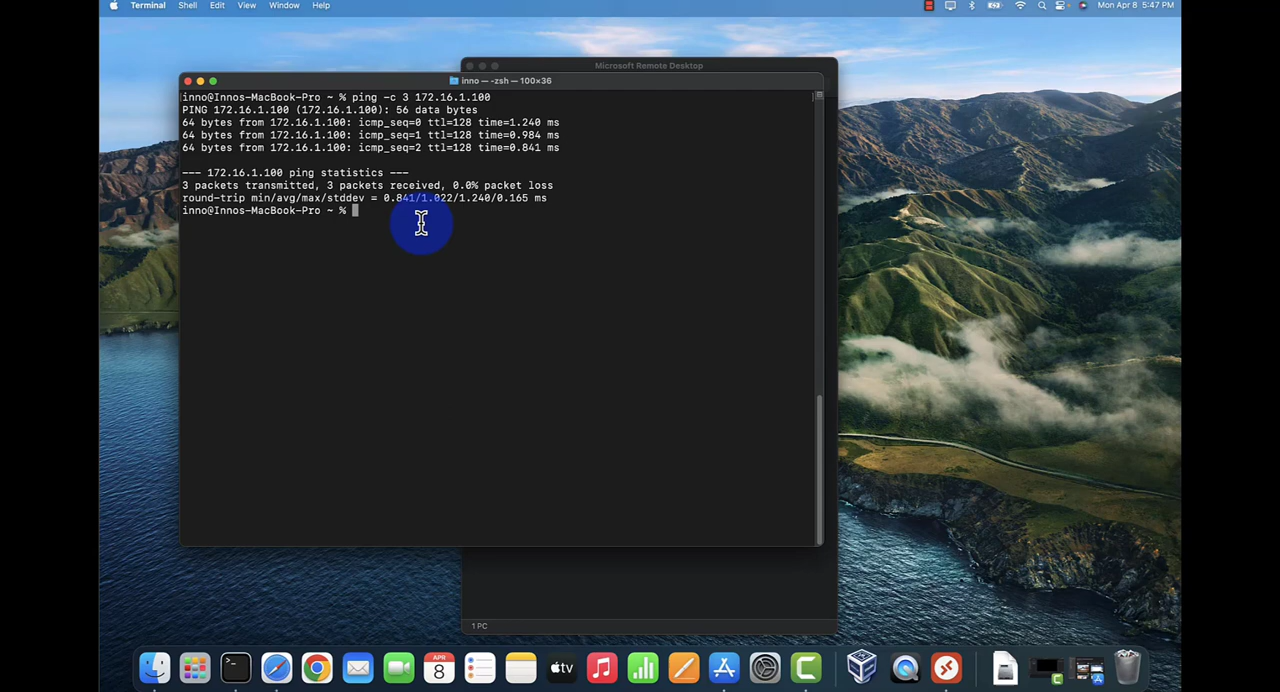 Terminal Shell Edit View Window Help Mon Apr 8 5:47 PM
Microsoft Remote Desktop
inno — -zsh — 100×36
inno@Innos-MacBook-Pro ~ % ping -c 3 172.16.1.100
PING 172.16.1.100 (172.16.1.100): 56 data bytes
64 bytes from 172.16.1.100: icmp_seq=0 ttl=128 time=1.240 ms
64 bytes from 172.16.1.100: icmp_seq=1 ttl=128 time=0.984 ms
64 bytes from 172.16.1.100: icmp_seq=2 ttl=128 time=0.841 ms
--- 172.16.1.100 ping statistics ---
3 packets transmitted, 3 packets received, 0.0% packet loss
round-trip min/avg/max/stddev = 0.841/1.022/1.240/0.165 ms
inno@Innos-MacBook-Pro ~ %
1 PC
APR
8
tv